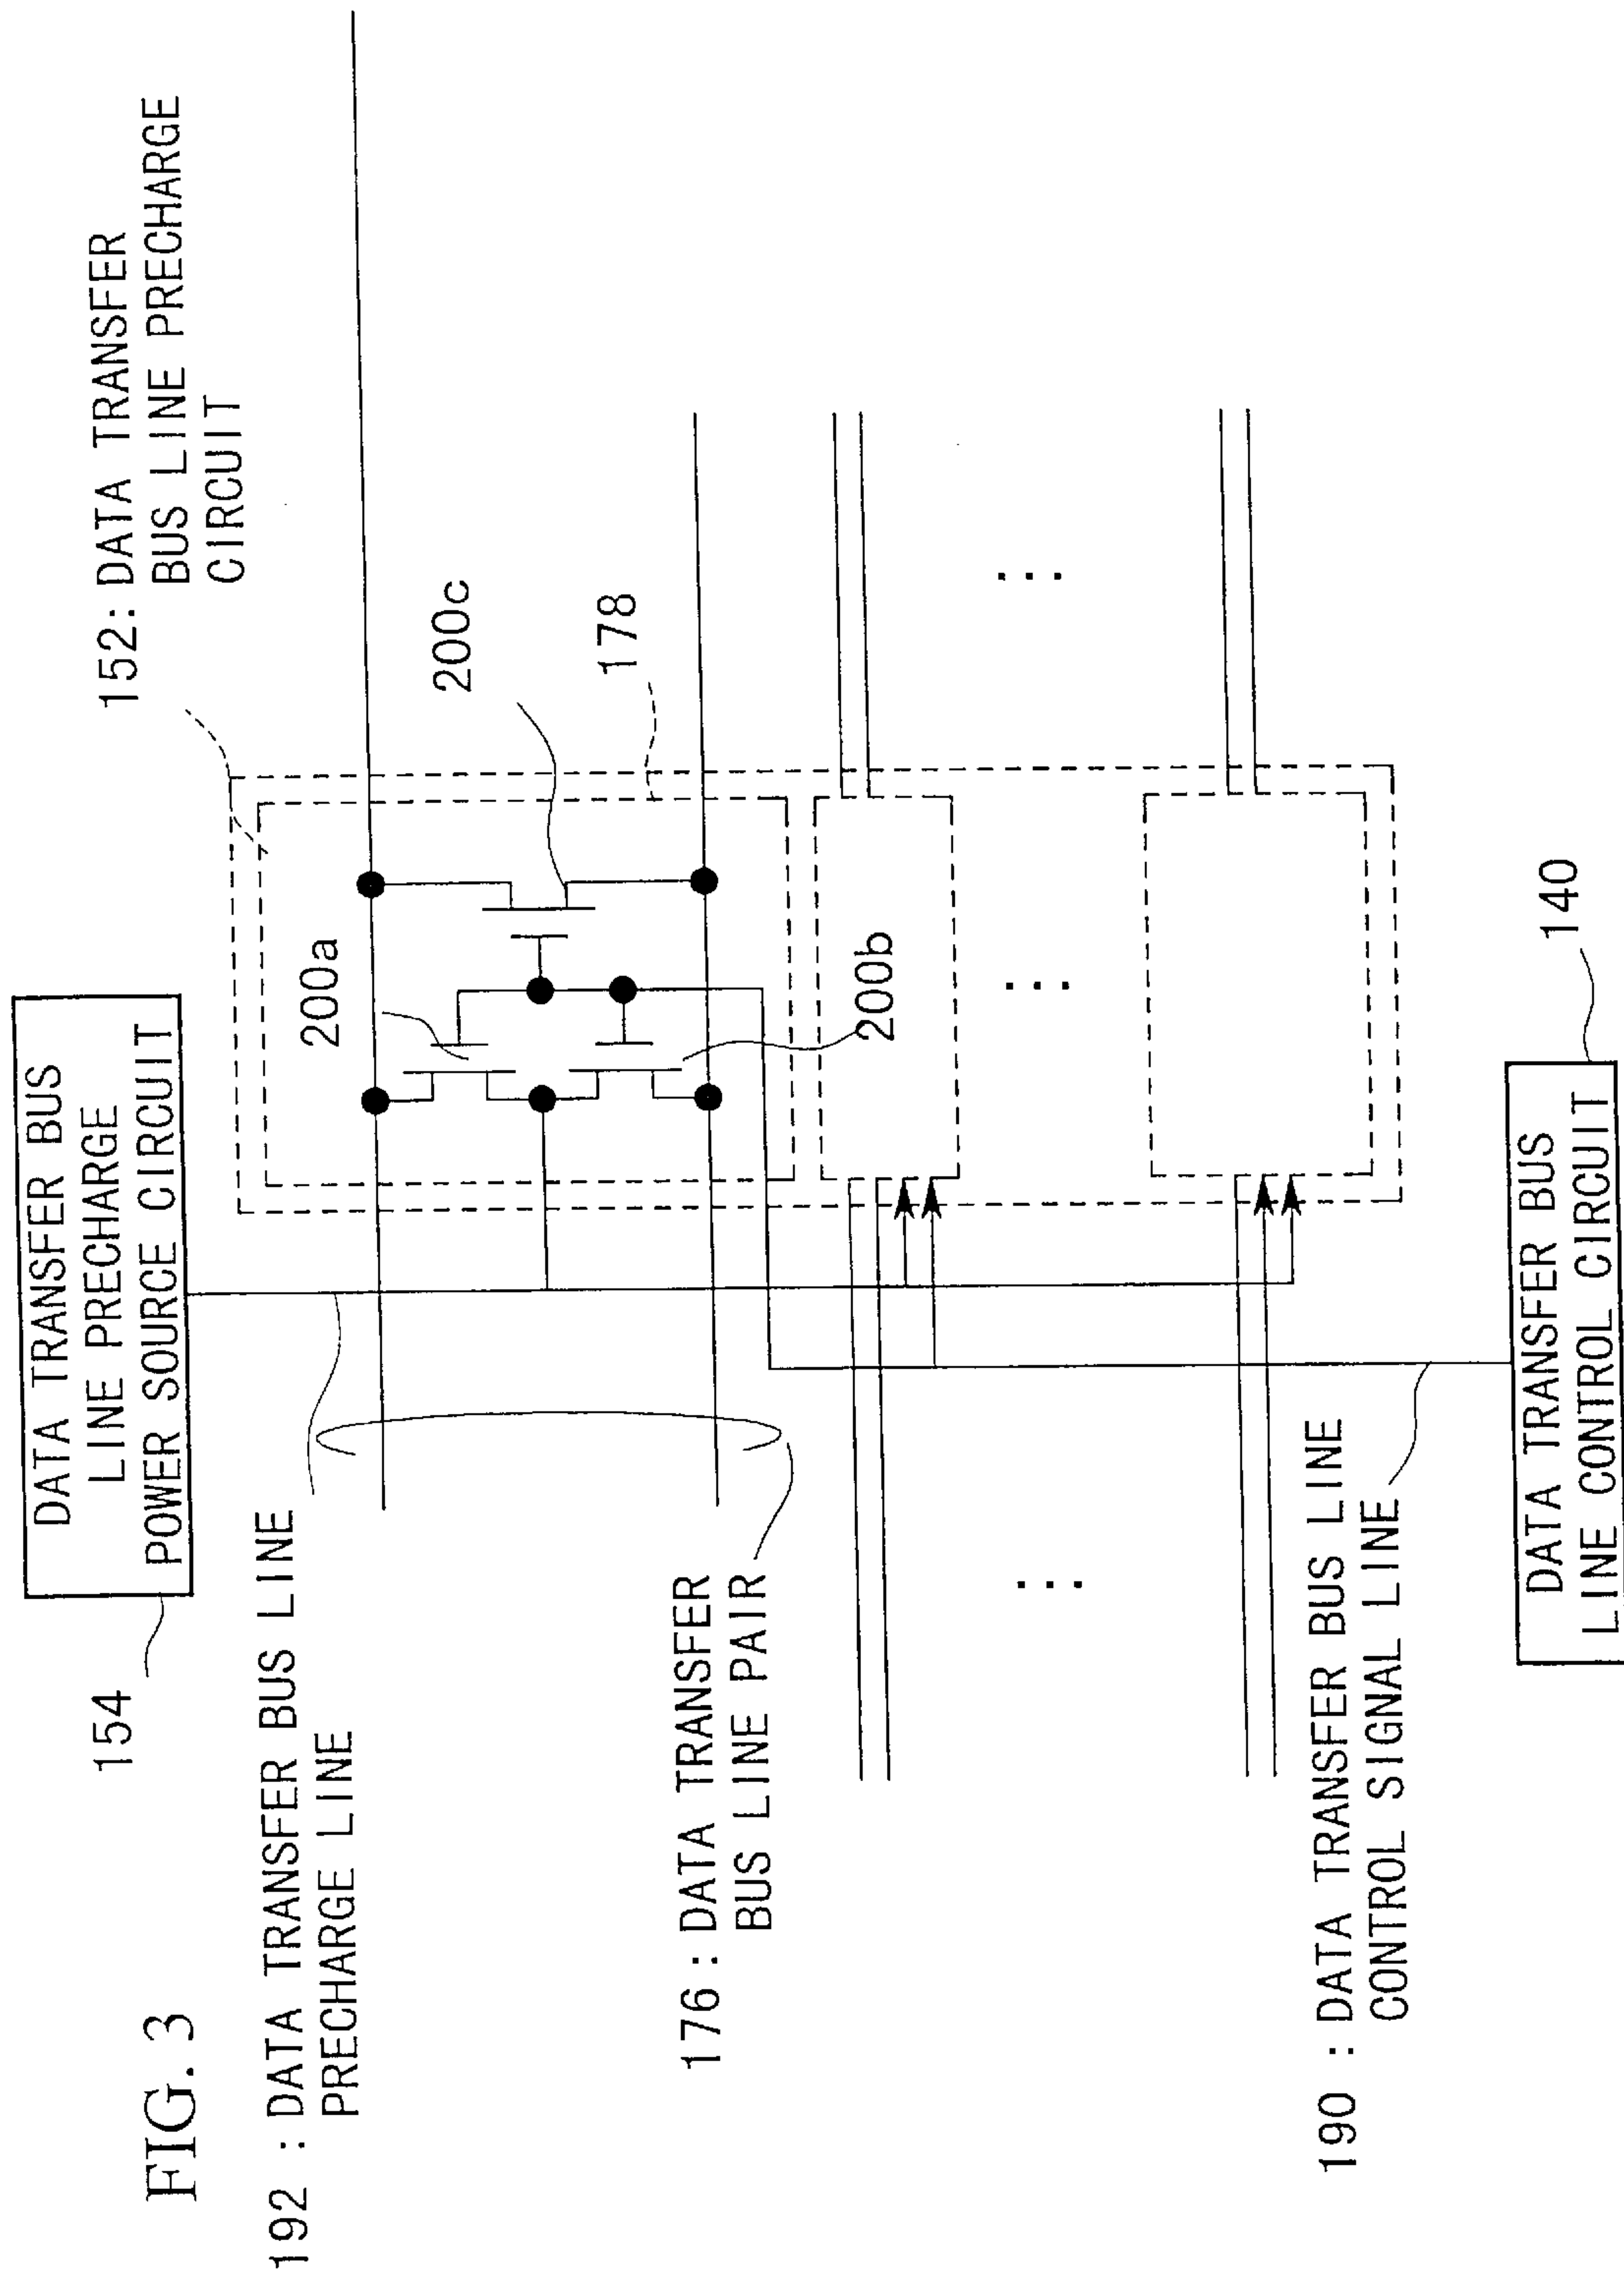 FIG. 3
154
DATA TRANSFER BUS
LINE PRECHARGE
POWER SOURCE CIRCUIT
152: DATA TRANSFER
BUS LINE PRECHARGE
CIRCUIT
192 : DATA TRANSFER BUS LINE
PRECHARGE LINE
200a
200c
178
176 : DATA TRANSFER
BUS LINE PAIR
200b
...
...
...
190 : DATA TRANSFER BUS LINE
CONTROL SIGNAL LINE
140
DATA TRANSFER BUS
LINE CONTROL CIRCUIT